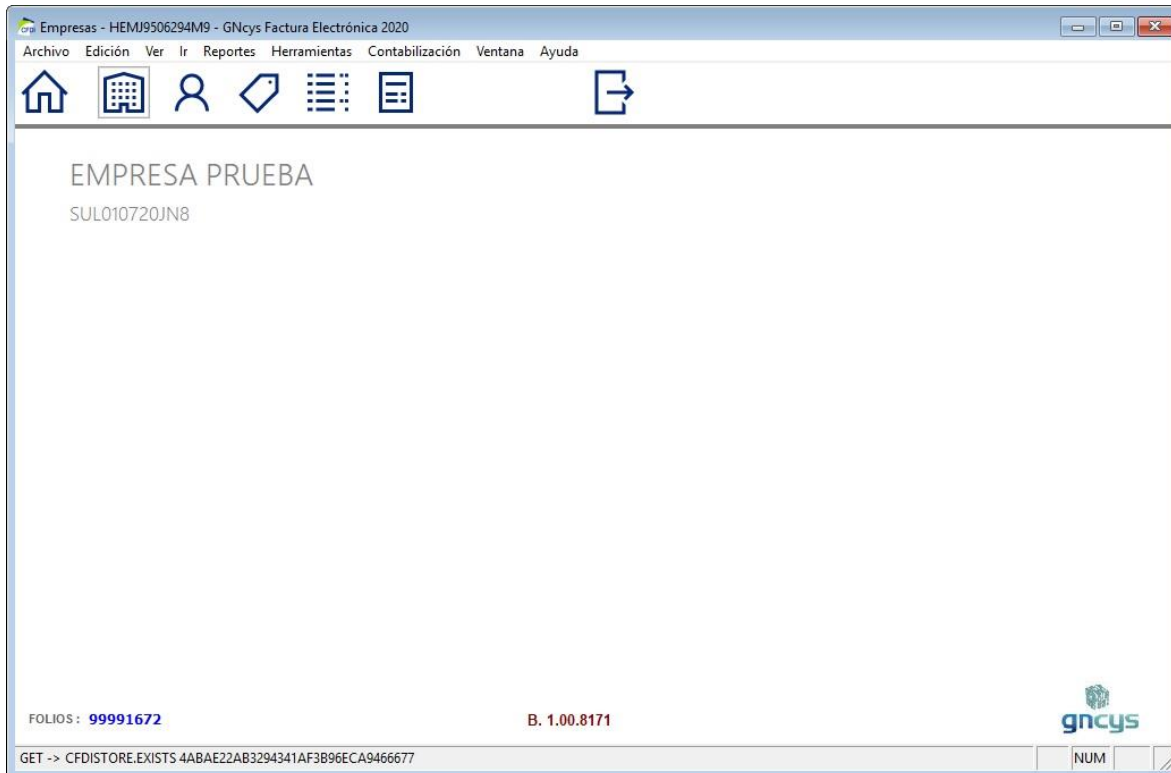 Empresas - HEMJ9506294M9 - GNcys Factura Electrónica 2020
Archivo Edición Ver Ir Reportes Herramientas Contabilización Ventana Ayuda
EMPRESA PRUEBA
SUL010720JN8
FOLIOS : 99991672
B. 1.00.8171
gncys
GET -> CFDISTORE.EXISTS 4ABAE22AB3294341AF3B96ECA9466677
NUM